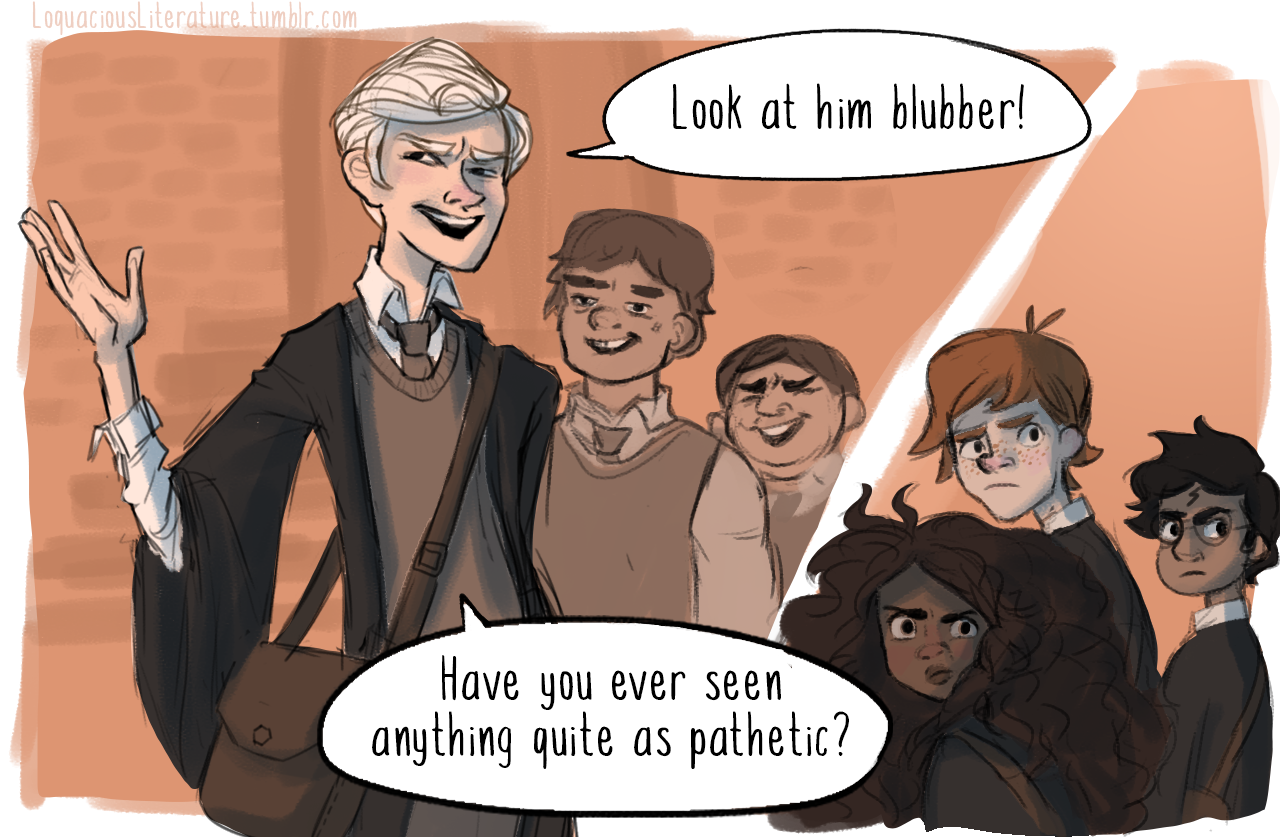 LoquaciousLiterature.tumblr.com
Look at him blubber!
Have you ever seen
anything quite as pathetic?